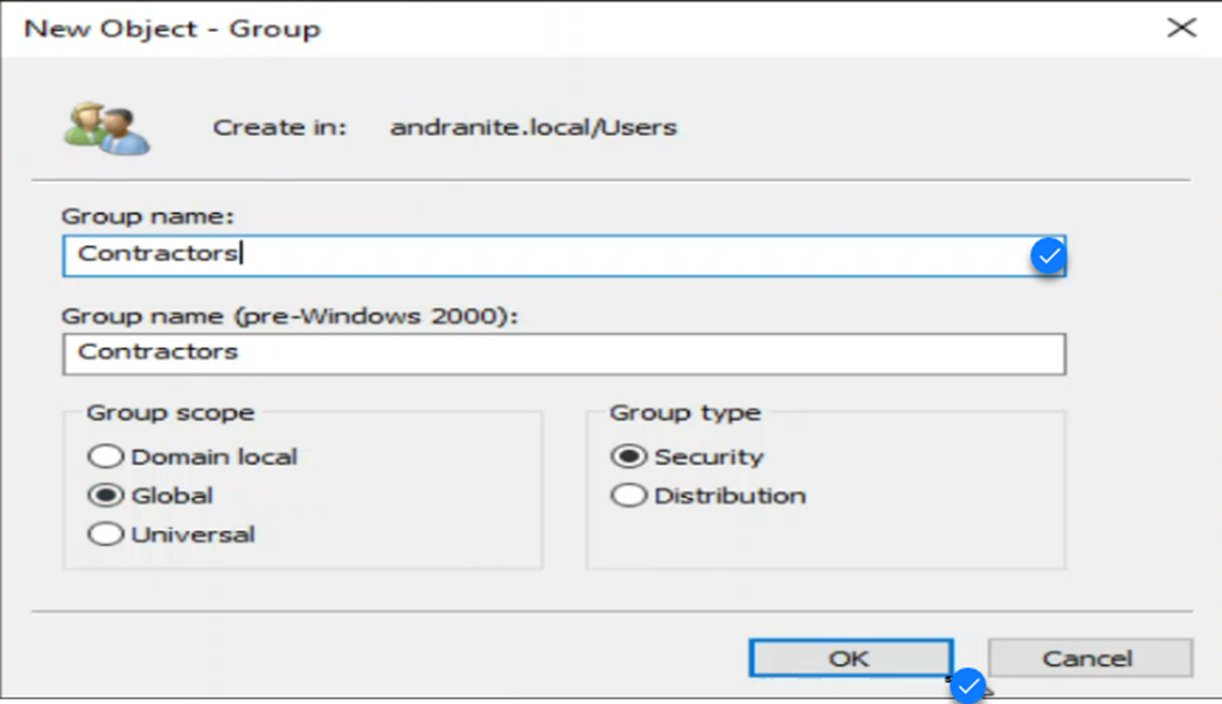 New Object - Group
Create in: andranite.local/Users
Group name:
Contractors
Group name (pre-Windows 2000):
Contractors
Group scope
Domain local
Global
Universal
Group type
Security
Distribution
OK
Cancel